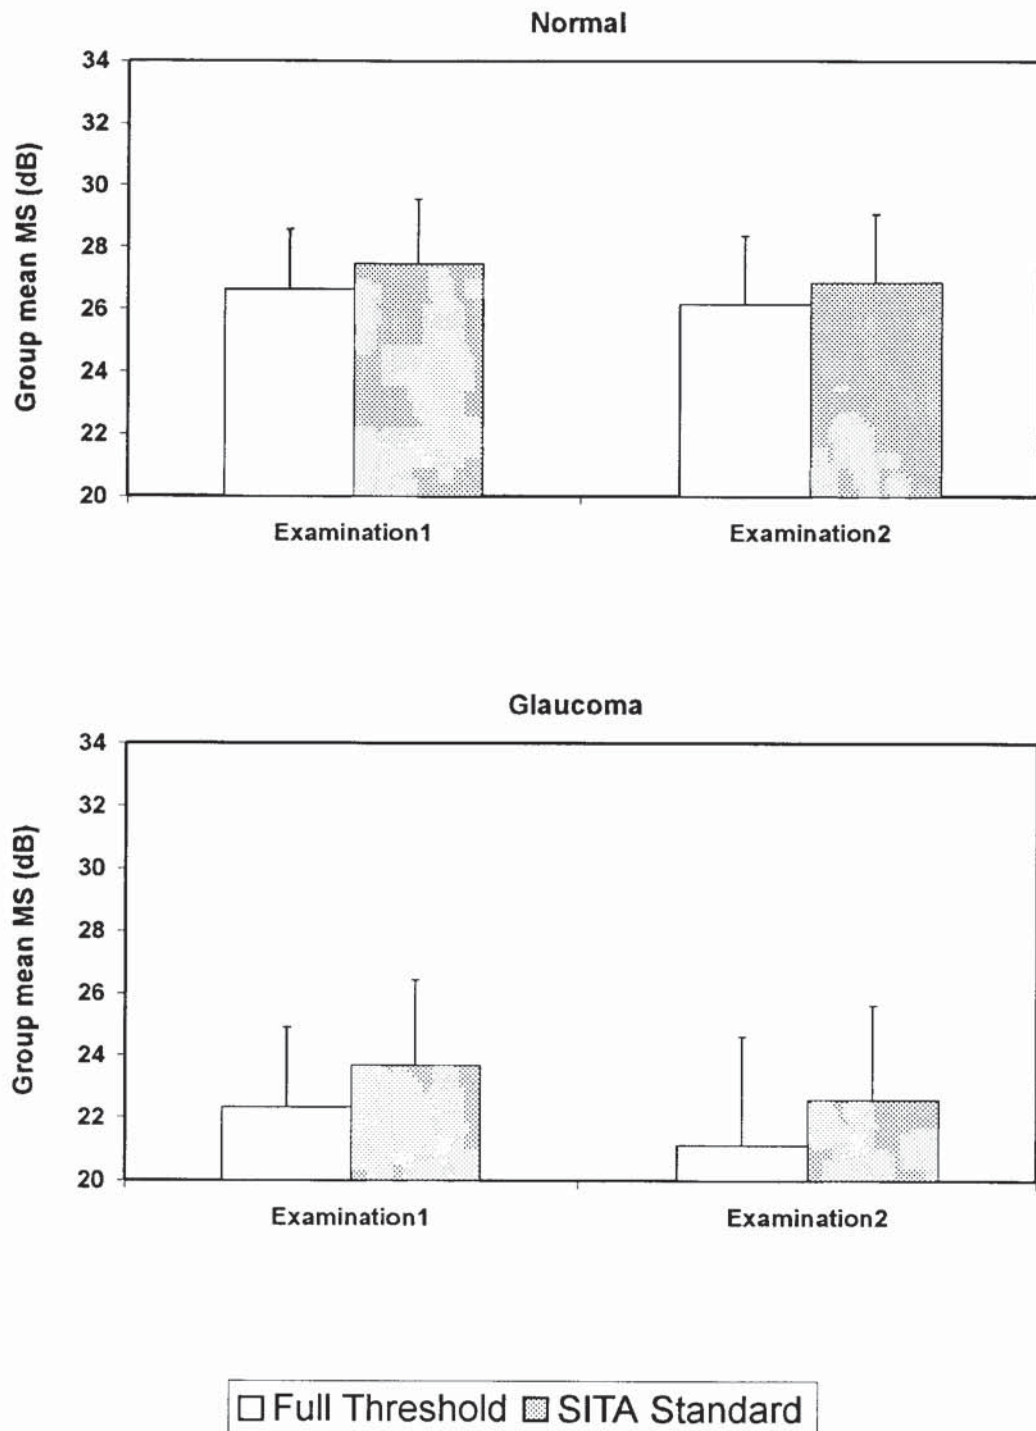 Normal
Group mean MS (dB)
34
32
30
28
26
24
22
20
Examination1 Examination2
Glaucoma
Group mean MS (dB)
34
32
30
28
26
24
22
20
Examination1 Examination2
Full Threshold SITA Standard